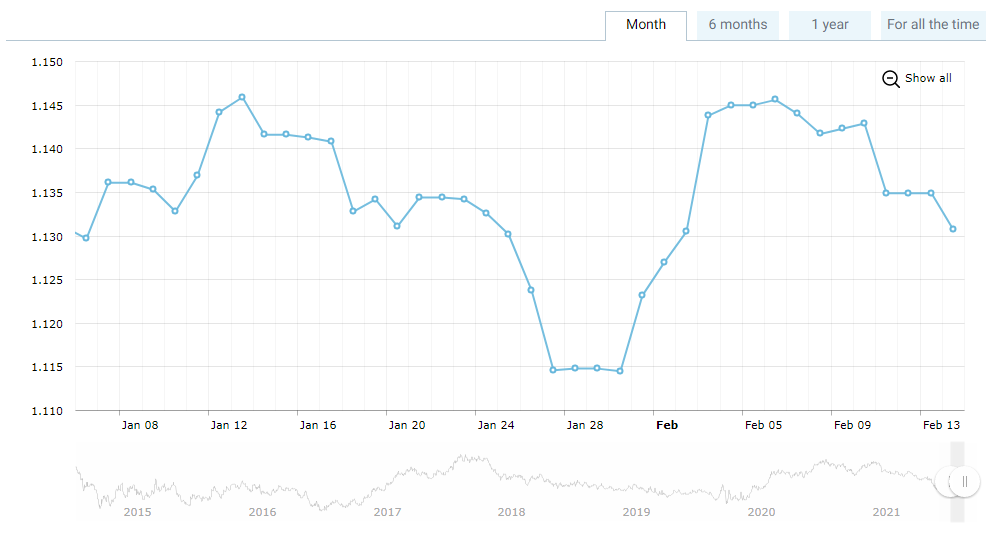 Month 6 months 1 year For all the time
Show all
1.150
1.145
1.140
1.135
1.130
1.125
1.120
1.115
1.110
Jan 08 Jan 12 Jan 16 Jan 20 Jan 24 Jan 28 Feb Feb 05 Feb 09 Feb 13
2015 2016 2017 2018 2019 2020 2021